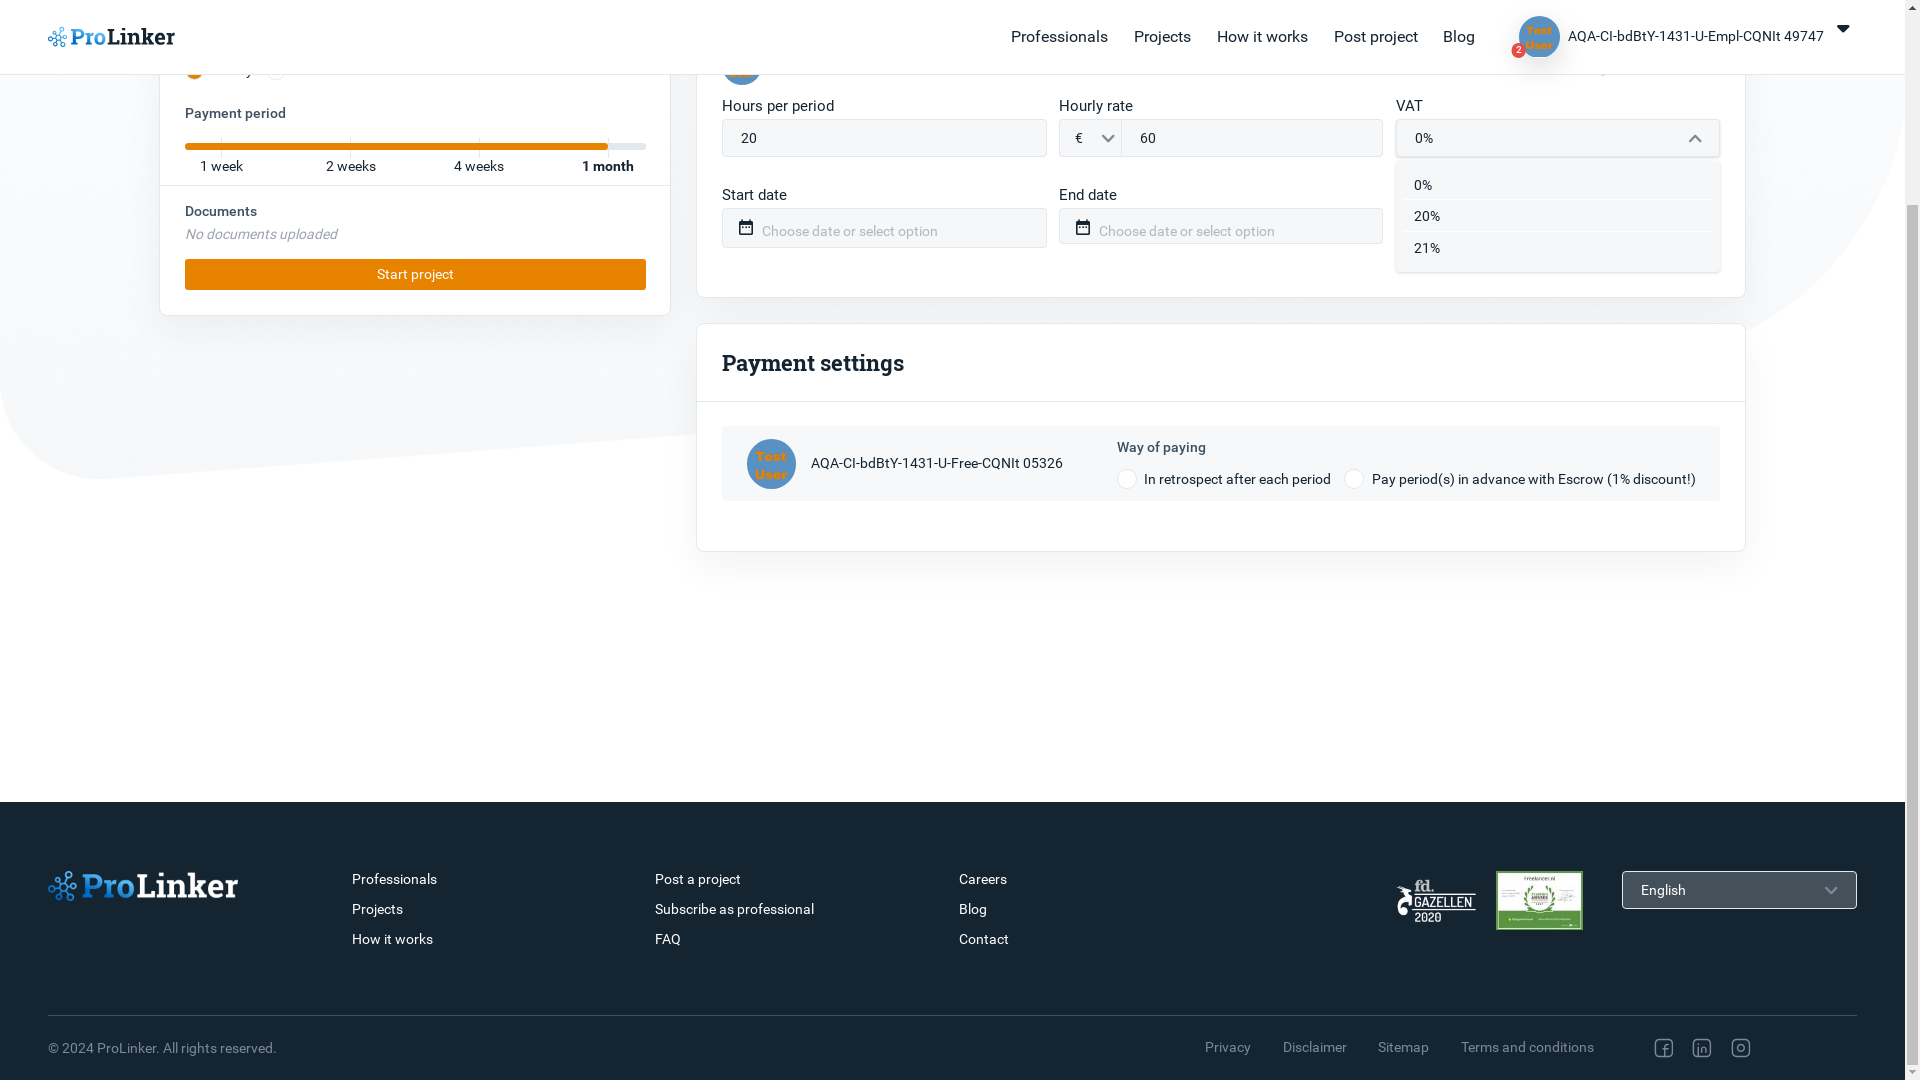 ProLinker
Professionals
Projects
How it works
Post project
Blog
Test
User
2
AQA-CI-bdBtY-1431-U-Empl-CQNIt 49747
Payment period
1 week
2 weeks
4 weeks
1 month
Documents
No documents uploaded
Start project
Hours per period
Hourly rate
VAT
20
€
60
0%
0%
20%
21%
Start date
End date
Choose date or select option
Choose date or select option
Payment settings
Test
User
AQA-CI-bdBtY-1431-U-Free-CQNIt 05326
Way of paying
In retrospect after each period
Pay period(s) in advance with Escrow (1% discount!)
ProLinker
Professionals
Projects
How it works
Post a project
Subscribe as professional
FAQ
Careers
Blog
Contact
fd.
GAZELLEN
2020
Freelancer.nl
English
© 2024 ProLinker. All rights reserved.
Privacy
Disclaimer
Sitemap
Terms and conditions